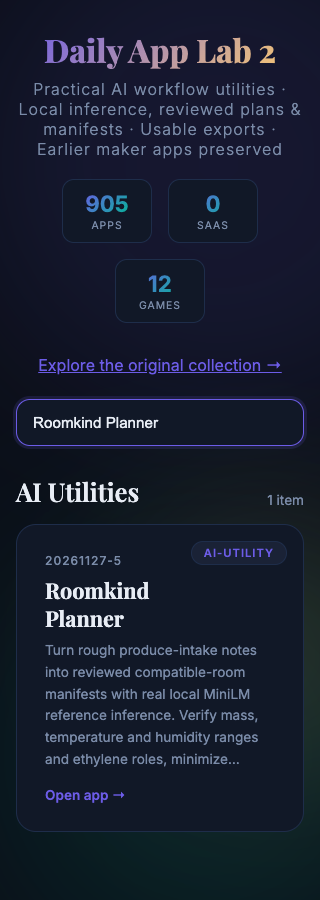 Daily App Lab 2
Practical AI workflow utilities ·
Local inference, reviewed plans &
manifests · Usable exports ·
Earlier maker apps preserved
905
APPS
0
SAAS
12
GAMES
Explore the original collection →
Roomkind Planner
AI Utilities
1 item
20261127-5
AI-UTILITY
Roomkind
Planner
Turn rough produce-intake notes
into reviewed compatible-room
manifests with real local MiniLM
reference inference. Verify mass,
temperature and humidity ranges
and ethylene roles, minimize...
Open app →